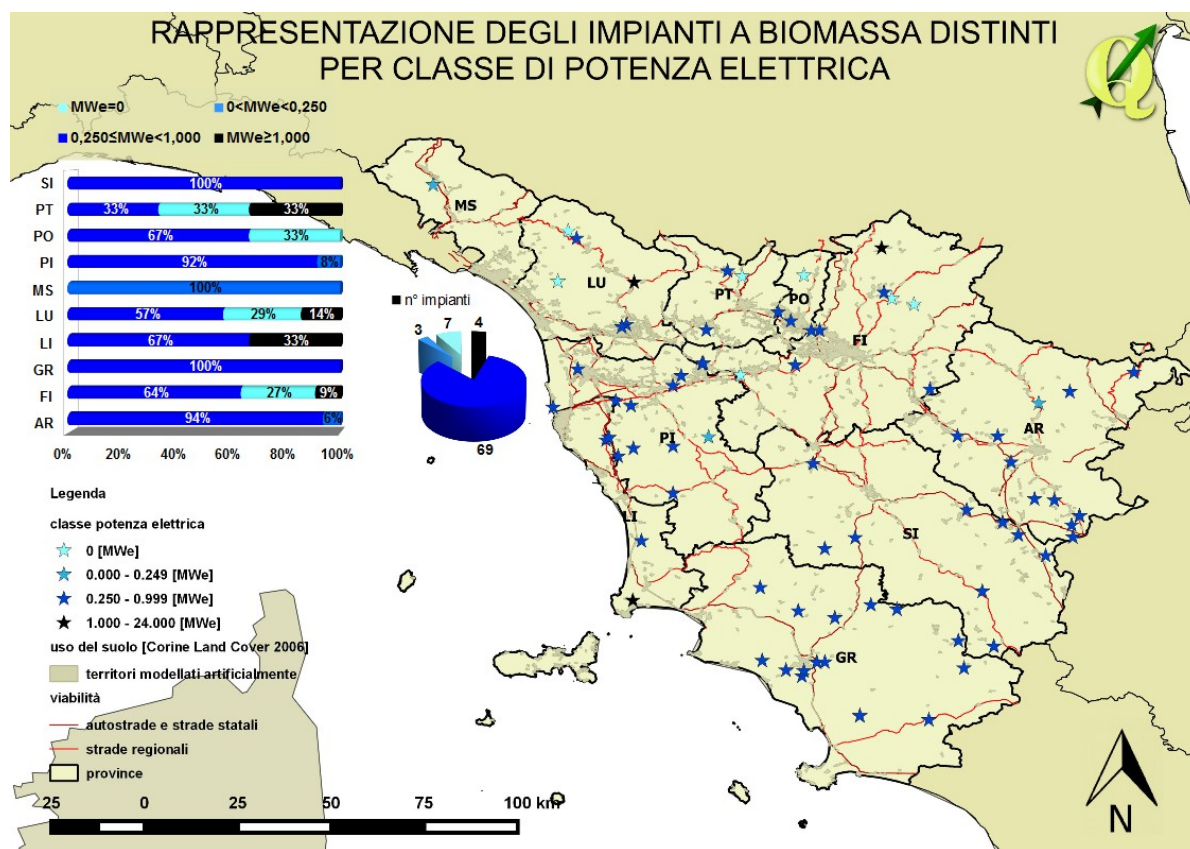 RAPPRESENTAZIONE DEGLI IMPIANTI A BIOMASSA DISTINTI
PER CLASSE DI POTENZA ELETTRICA
MWe=0
0<MWe<0,250
0,250≤MWe<1,000
MWe≥1,000
SI 100%
PT 33% 33% 33%
PO 67% 33%
PI 92% 8%
MS 100%
LU 57% 29% 14%
LI 67% 33%
GR 100%
FI 64% 27% 9%
AR 94% 6%
0% 20% 40% 60% 80% 100%
n° impianti
3
7
4
69
MS
LU
PT
PO
FI
PI
AR
LI
SI
GR
Legenda
classe potenza elettrica
0 [MWe]
0.000 - 0.249 [MWe]
0.250 - 0.999 [MWe]
1.000 - 24.000 [MWe]
uso del suolo [Corine Land Cover 2006]
territori modellati artificialmente
viabilità
autostrade e strade statali
strade regionali
province
25 0 25 50 75 100 km
N
Q